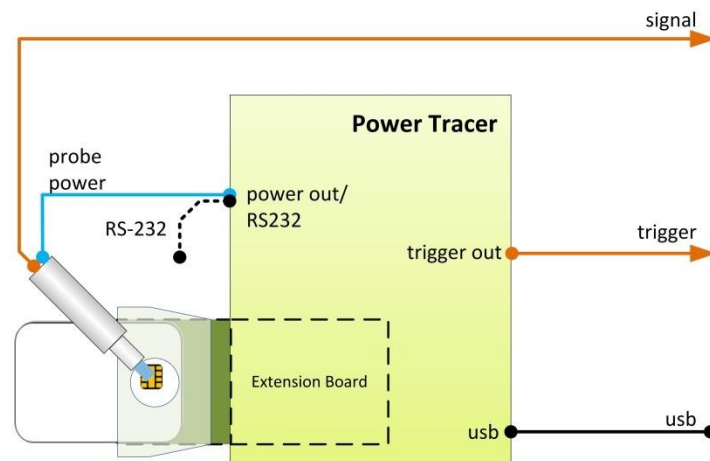 signal
Power Tracer
probe
power
power out/
RS232
RS-232
trigger out
trigger
Extension Board
usb
usb